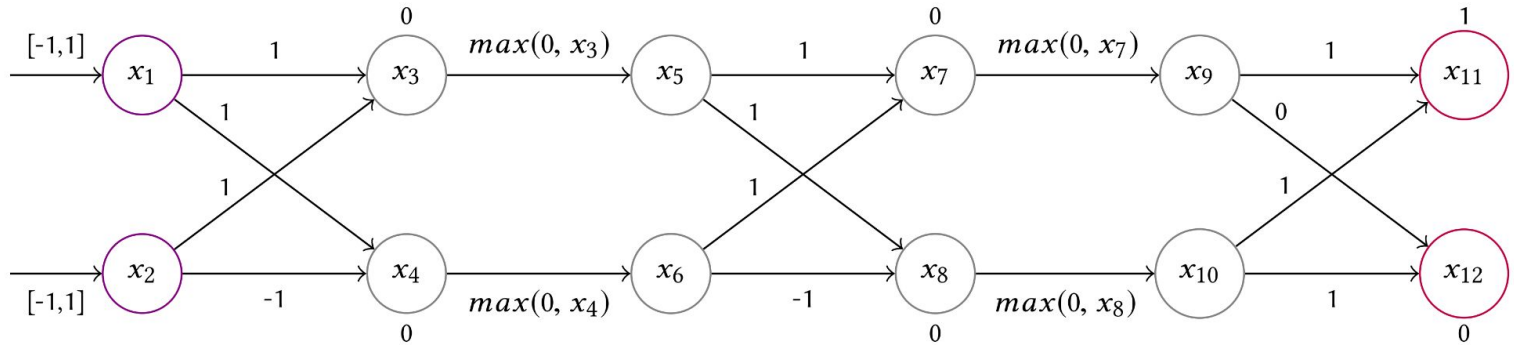 0 0 1
[-1,1] 1 max(0, x₃) 1 max(0, x₇) 1
x₁ x₃ x₅ x₇ x₉ x₁₁
1 1 0
1 1 1
x₂ x₄ x₆ x₈ x₁₀ x₁₂
[-1,1] -1 max(0, x₄) -1 max(0, x₈) 1
0 0 0